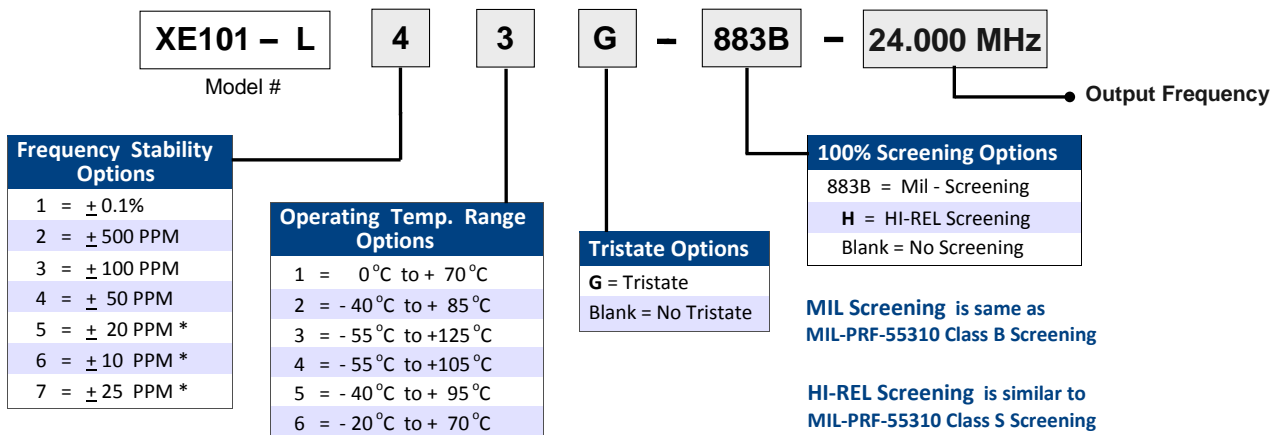 XE101 – L 4 3 G – 883B – 24.000 MHz
Model #
Output Frequency
Frequency Stability
Options
1 = ± 0.1%
2 = ± 500 PPM
3 = ± 100 PPM
4 = ± 50 PPM
5 = ± 20 PPM *
6 = ± 10 PPM *
7 = ± 25 PPM *
Operating Temp. Range
Options
1 = 0°C to + 70°C
2 = - 40°C to + 85°C
3 = - 55°C to +125°C
4 = - 55°C to +105°C
5 = - 40°C to + 95°C
6 = - 20°C to + 70°C
Tristate Options
G = Tristate
Blank = No Tristate
100% Screening Options
883B = Mil - Screening
H = HI-REL Screening
Blank = No Screening
MIL Screening is same as
MIL-PRF-55310 Class B Screening
HI-REL Screening is similar to
MIL-PRF-55310 Class S Screening